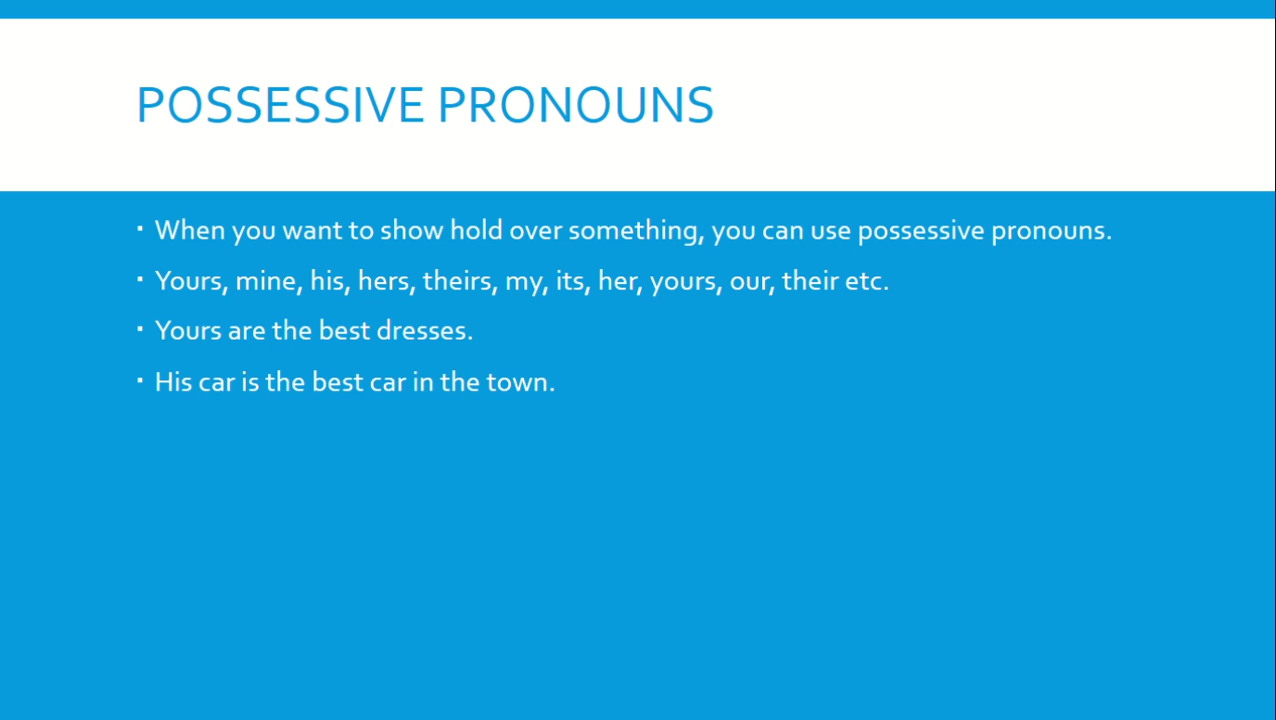 POSSESSIVE PRONOUNS
▪ When you want to show hold over something, you can use possessive pronouns.
▪ Yours, mine, his, hers, theirs, my, its, her, yours, our, their etc.
▪ Yours are the best dresses.
▪ His car is the best car in the town.